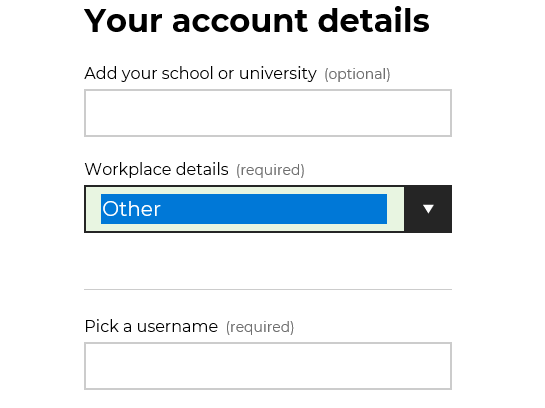 Your account details
Add your school or university (optional)
Workplace details (required)
Other
Pick a username (required)